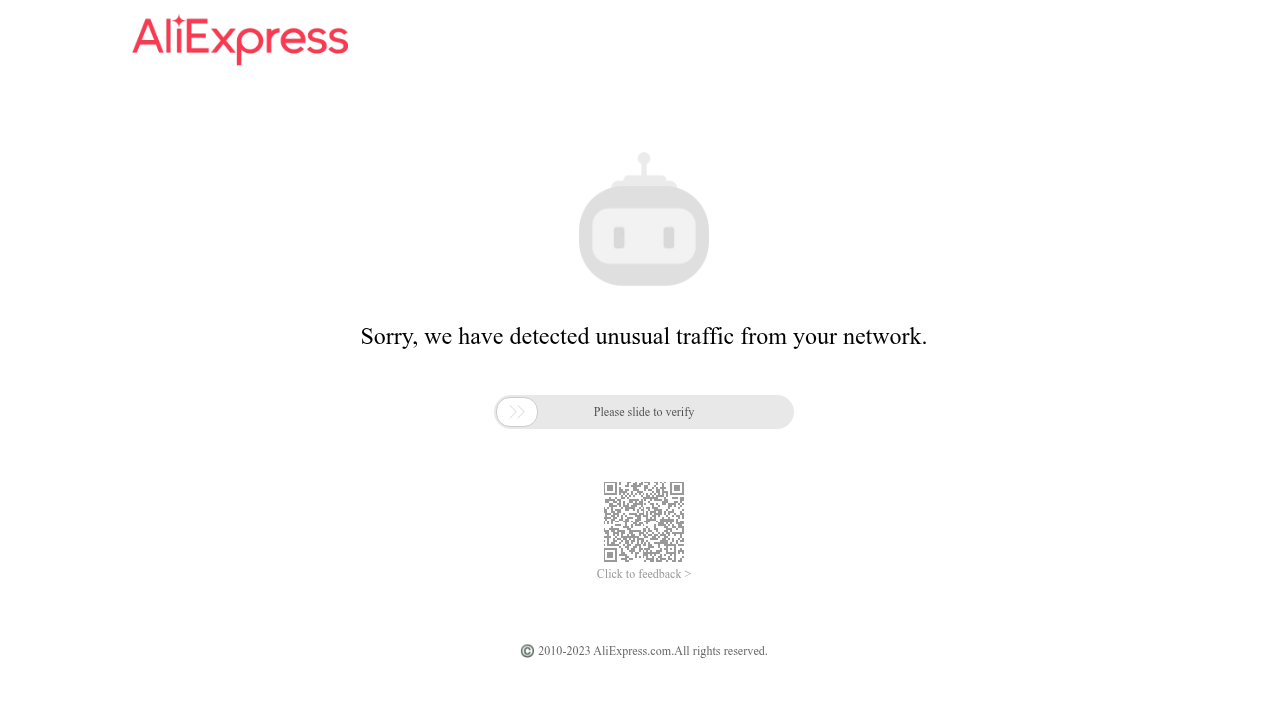 AliExpress
Sorry, we have detected unusual traffic from your network.
Please slide to verify
Click to feedback >
© 2010-2023 AliExpress.com.All rights reserved.